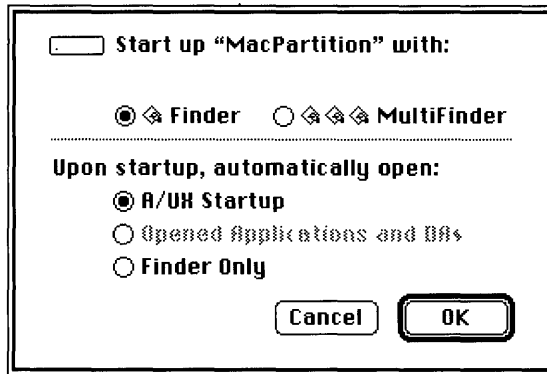 Start up “MacPartition” with:
Finder MultiFinder
Upon startup, automatically open:
A/UX Startup
Opened Applications and DAs
Finder Only
Cancel OK